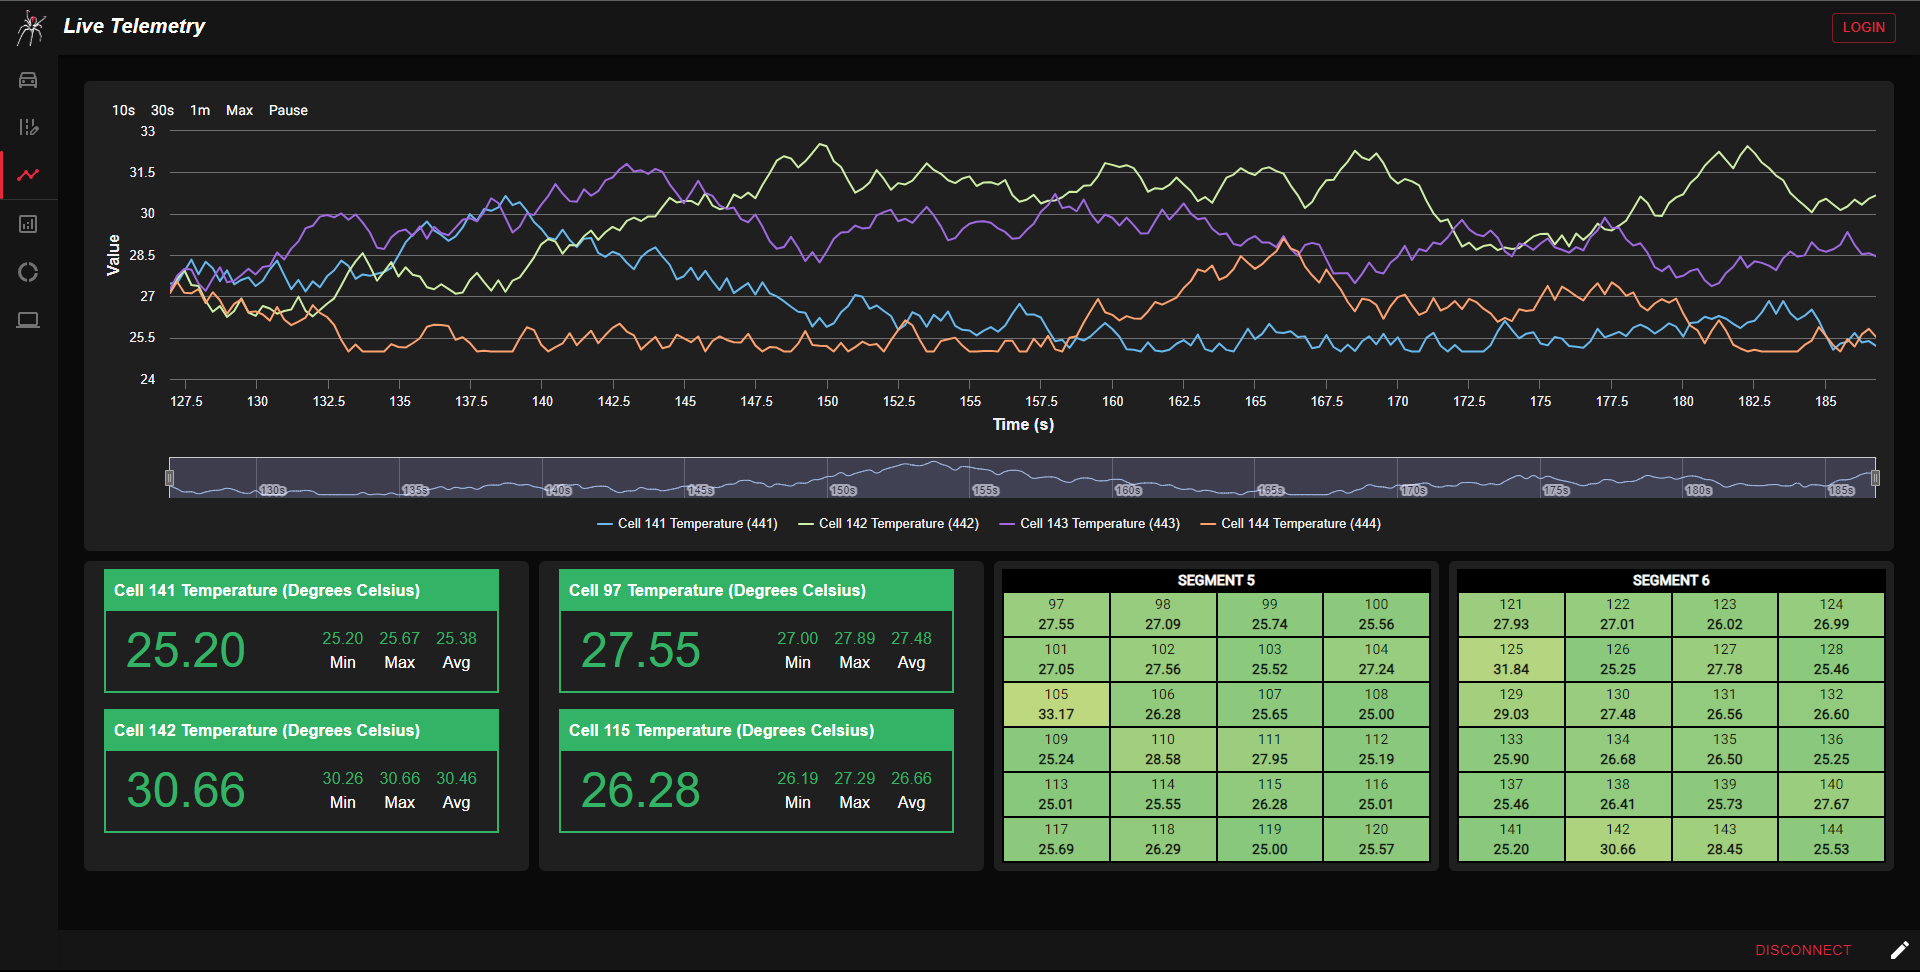 Live Telemetry
LOGIN
10s 30s 1m Max Pause
33
31.5
30
28.5
27
25.5
24
Value
127.5 130 132.5 135 137.5 140 142.5 145 147.5 150 152.5 155 157.5 160 162.5 165 167.5 170 172.5 175 177.5 180 182.5 185
Time (s)
130s 135s 140s 145s 150s 155s 160s 165s 170s 175s 180s 185s
Cell 141 Temperature (441) Cell 142 Temperature (442) Cell 143 Temperature (443) Cell 144 Temperature (444)
Cell 141 Temperature (Degrees Celsius)
25.20
25.20 25.67 25.38
Min Max Avg
Cell 142 Temperature (Degrees Celsius)
30.66
30.26 30.66 30.46
Min Max Avg
Cell 97 Temperature (Degrees Celsius)
27.55
27.00 27.89 27.48
Min Max Avg
Cell 115 Temperature (Degrees Celsius)
26.28
26.19 27.29 26.66
Min Max Avg
SEGMENT 5
97 98 99 100
27.55 27.09 25.74 25.56
101 102 103 104
27.05 27.56 25.52 27.24
105 106 107 108
33.17 26.28 25.65 25.00
109 110 111 112
25.24 28.58 27.95 25.19
113 114 115 116
25.01 25.55 26.28 25.01
117 118 119 120
25.69 26.29 25.00 25.57
SEGMENT 6
121 122 123 124
27.93 27.01 26.02 26.99
125 126 127 128
31.84 25.25 27.78 25.46
129 130 131 132
29.03 27.48 26.56 26.60
133 134 135 136
25.90 26.68 26.50 25.25
137 138 139 140
25.46 26.41 25.73 27.67
141 142 143 144
25.20 30.66 28.45 25.53
DISCONNECT